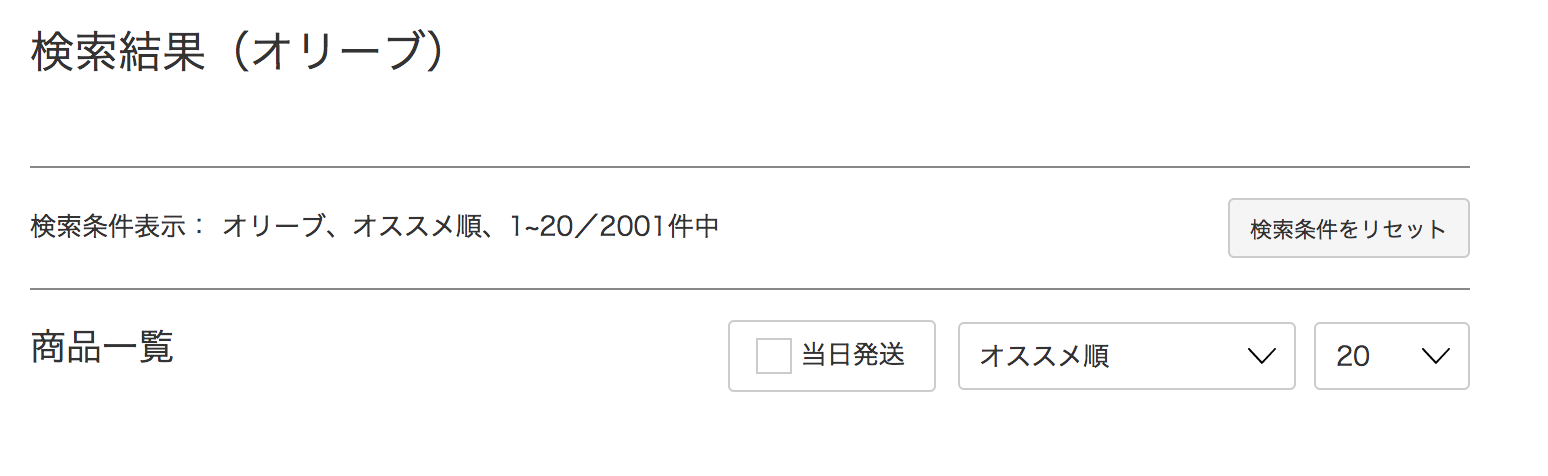 検索結果（オリーブ）
検索条件表示： オリーブ、オススメ順、1~20／2001件中
検索条件をリセット
商品一覧
当日発送
オススメ順
20